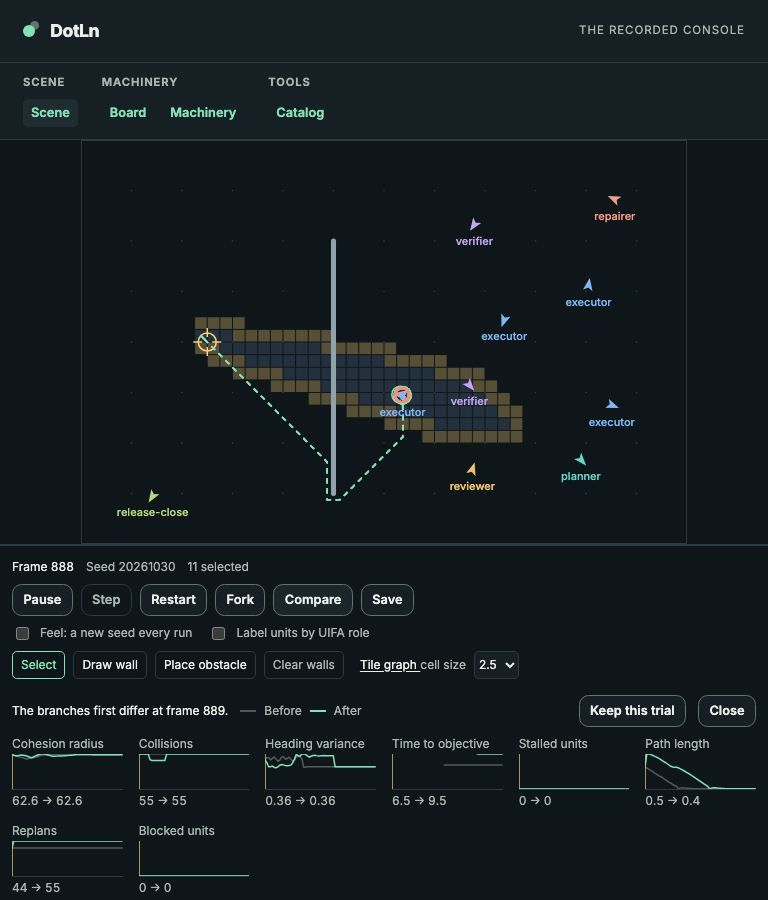 DotLn
THE RECORDED CONSOLE
SCENE MACHINERY TOOLS
Scene Board Machinery Catalog
repairer
verifier
executor
executor
verifier
executor
executor
planner
reviewer
release-close
Frame 888 Seed 20261030 11 selected
Pause Step Restart Fork Compare Save
Feel: a new seed every run Label units by UIFA role
Select Draw wall Place obstacle Clear walls Tile graph cell size 2.5
The branches first differ at frame 889. Before After Keep this trial Close
Cohesion radius Collisions Heading variance Time to objective Stalled units Path length
62.6 → 62.6 55 → 55 0.36 → 0.36 6.5 → 9.5 0 → 0 0.5 → 0.4
Replans Blocked units
44 → 55 0 → 0